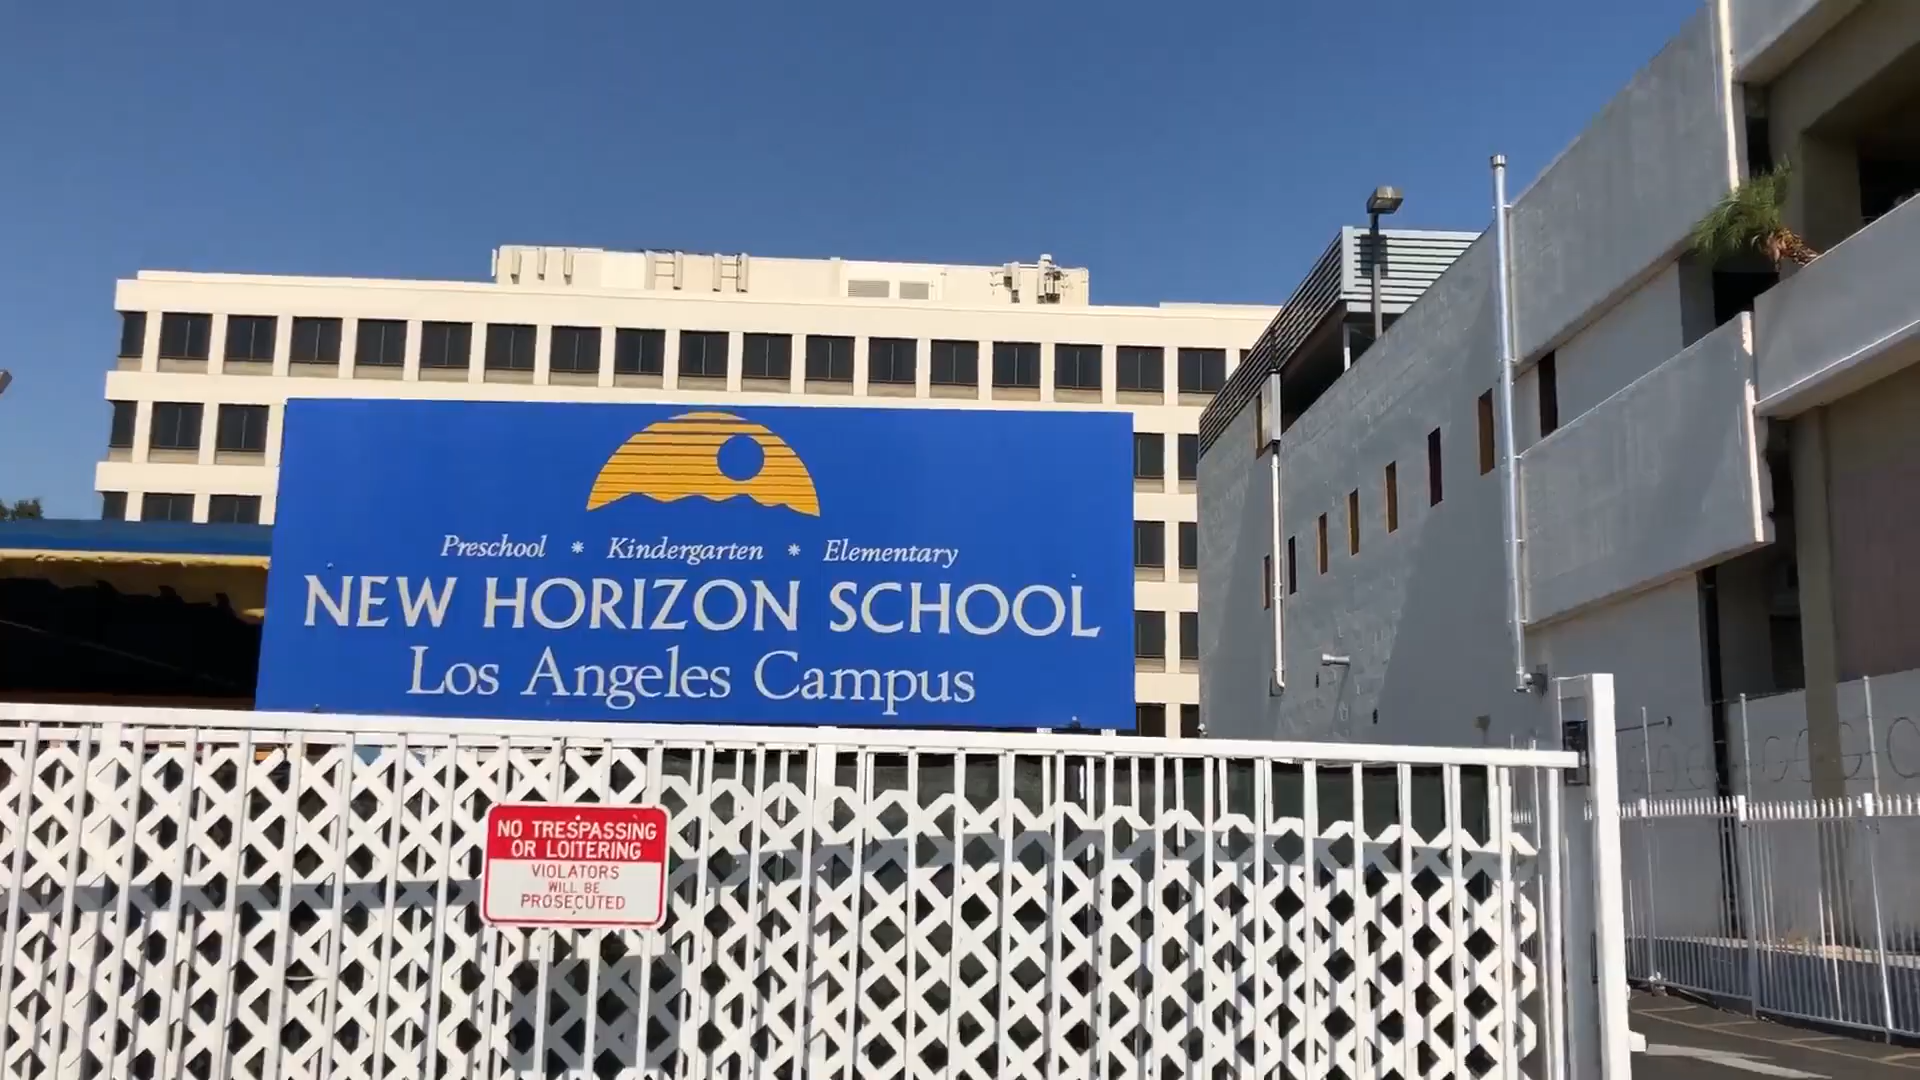 Preschool * Kindergarten * Elementary
NEW HORIZON SCHOOL
Los Angeles Campus
NO TRESPASSING
OR LOITERING
VIOLATORS
WILL BE
PROSECUTED